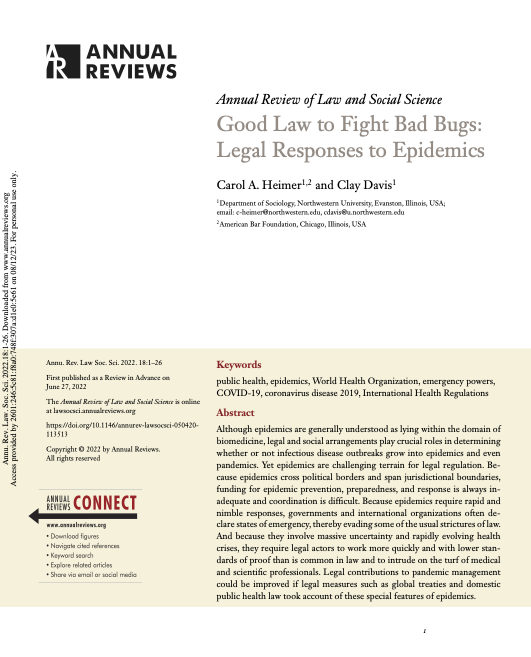 ANNUAL
REVIEWS
Annual Review of Law and Social Science
Good Law to Fight Bad Bugs:
Legal Responses to Epidemics
Carol A. Heimer1,2 and Clay Davis1
1Department of Sociology, Northwestern University, Evanston, Illinois, USA;
email: c-heimer@northwestern.edu, cdavis@u.northwestern.edu
2American Bar Foundation, Chicago, Illinois, USA
Annu. Rev. Law Soc. Sci. 2022.18:1-26. Downloaded from www.annualreviews.org
Access provided by on 08/12/23. For personal use only.
Annu. Rev. Law Soc. Sci. 2022. 18:1–26
First published as a Review in Advance on
June 27, 2022
The Annual Review of Law and Social Science is online
at lawsocsci.annualreviews.org
https://doi.org/10.1146/annurev-lawsocsci-050420-
113513
Copyright © 2022 by Annual Reviews.
All rights reserved
ANNUAL
REVIEWS CONNECT
www.annualreviews.org
• Download figures
• Navigate cited references
• Keyword search
• Explore related articles
• Share via email or social media
Keywords
public health, epidemics, World Health Organization, emergency powers,
COVID-19, coronavirus disease 2019, International Health Regulations
Abstract
Although epidemics are generally understood as lying within the domain of
biomedicine, legal and social arrangements play crucial roles in determining
whether or not infectious disease outbreaks grow into epidemics and even
pandemics. Yet epidemics are challenging terrain for legal regulation. Be-
cause epidemics cross political borders and span jurisdictional boundaries,
funding for epidemic prevention, preparedness, and response is always in-
adequate and coordination is difficult. Because epidemics require rapid and
nimble responses, governments and international organizations often de-
clare states of emergency, thereby evading some of the usual strictures of law.
And because they involve massive uncertainty and rapidly evolving health
crises, they require legal actors to work more quickly and with lower stan-
dards of proof than is common in law and to intrude on the turf of medical
and scientific professionals. Legal contributions to pandemic management
could be improved if legal measures such as global treaties and domestic
public health law took account of these special features of epidemics.
1